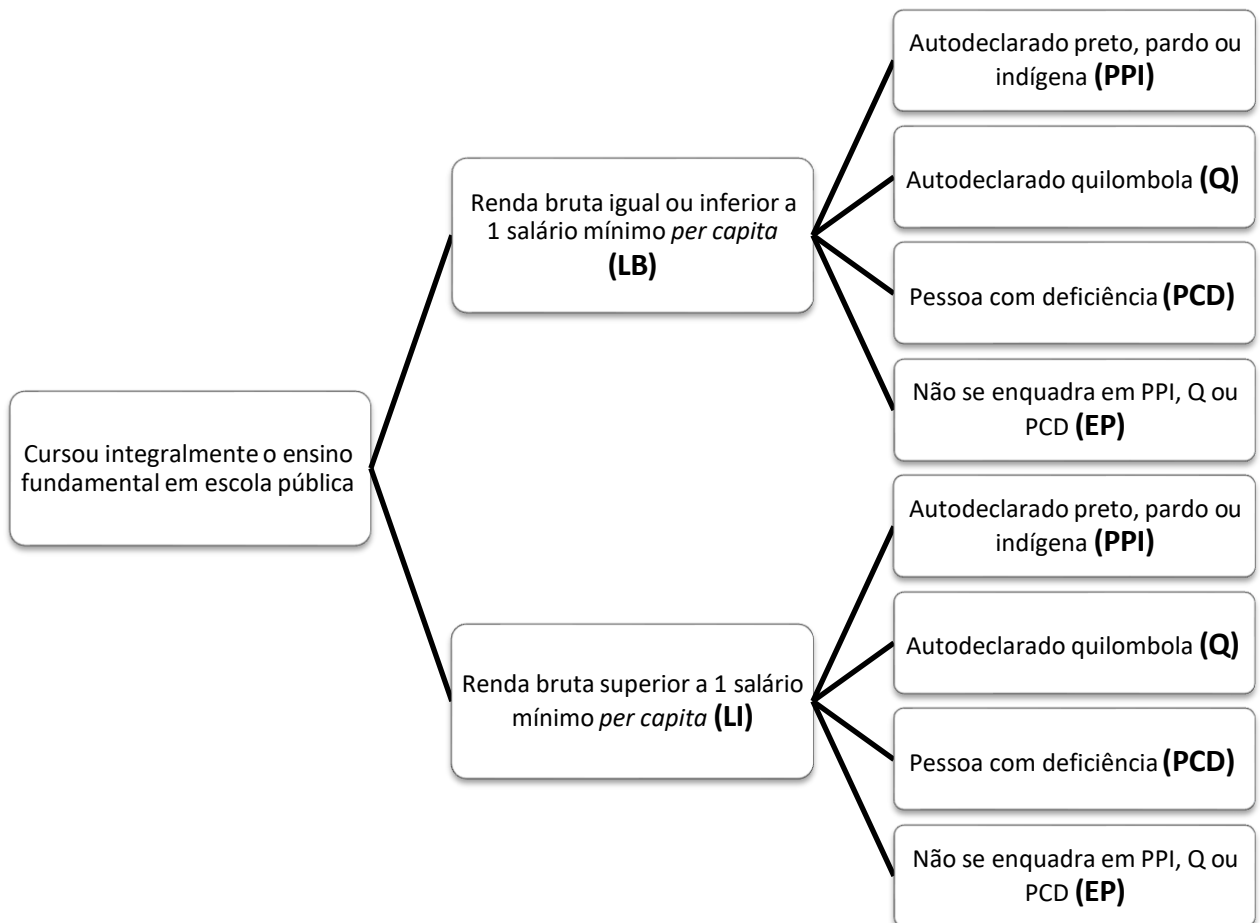 Cursou integralmente o ensino
fundamental em escola pública
Renda bruta igual ou inferior a
1 salário mínimo per capita
(LB)
Autodeclarado preto, pardo ou
indígena (PPI)
Autodeclarado quilombola (Q)
Pessoa com deficiência (PCD)
Não se enquadra em PPI, Q ou
PCD (EP)
Renda bruta superior a 1 salário
mínimo per capita (LI)
Autodeclarado preto, pardo ou
indígena (PPI)
Autodeclarado quilombola (Q)
Pessoa com deficiência (PCD)
Não se enquadra em PPI, Q ou
PCD (EP)